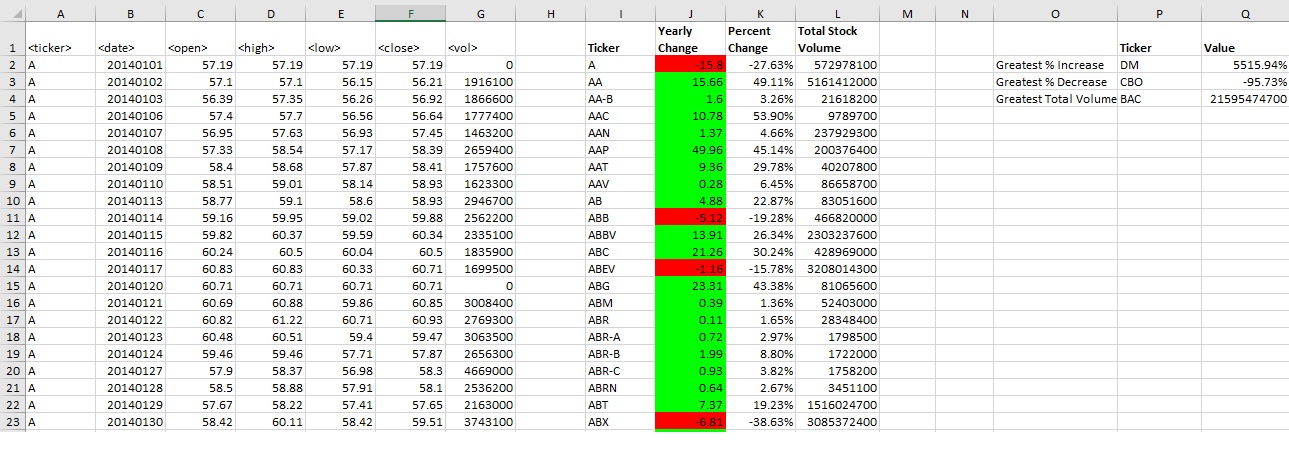 A B C D E F G H I J K L M N O P Q
Yearly Percent Total Stock
1 <ticker> <date> <open> <high> <low> <close> <vol> Ticker Change Change Volume Ticker Value
2 A 20140101 57.19 57.19 57.19 57.19 0 A -15.8 -27.63% 572978100 Greatest % Increase DM 5515.94%
3 A 20140102 57.1 57.1 56.15 56.21 1916100 AA 15.66 49.11% 5161412000 Greatest % Decrease CBO -95.73%
4 A 20140103 56.39 57.35 56.26 56.92 1866600 AA-B 1.6 3.26% 21618200 Greatest Total Volume BAC 21595474700
5 A 20140106 57.4 57.7 56.56 56.64 1777400 AAC 10.78 53.90% 9789700
6 A 20140107 56.95 57.63 56.93 57.45 1463200 AAN 1.37 4.66% 237929300
7 A 20140108 57.33 58.54 57.17 58.39 2659400 AAP 49.96 45.14% 200376400
8 A 20140109 58.4 58.68 57.87 58.41 1757600 AAT 9.36 29.78% 40207800
9 A 20140110 58.51 59.01 58.14 58.93 1623300 AAV 0.28 6.45% 86658700
10 A 20140113 58.77 59.1 58.6 58.93 2946700 AB 4.88 22.87% 83051600
11 A 20140114 59.16 59.95 59.02 59.88 2562200 ABB -5.12 -19.28% 466820000
12 A 20140115 59.82 60.37 59.59 60.34 2335100 ABBV 13.91 26.34% 2303237600
13 A 20140116 60.24 60.5 60.04 60.5 1835900 ABC 21.26 30.24% 428969000
14 A 20140117 60.83 60.83 60.33 60.71 1699500 ABEV -1.16 -15.78% 3208014300
15 A 20140120 60.71 60.71 60.71 60.71 0 ABG 23.31 43.38% 81065600
16 A 20140121 60.69 60.88 59.86 60.85 3008400 ABM 0.39 1.36% 52403000
17 A 20140122 60.82 61.22 60.71 60.93 2769300 ABR 0.11 1.65% 28348400
18 A 20140123 60.48 60.51 59.4 59.47 3063500 ABR-A 0.72 2.97% 1798500
19 A 20140124 59.46 59.46 57.71 57.87 2656300 ABR-B 1.99 8.80% 1722000
20 A 20140127 57.9 58.37 56.98 58.3 4669000 ABR-C 0.93 3.82% 1758200
21 A 20140128 58.5 58.88 57.91 58.1 2536200 ABRN 0.64 2.67% 3451100
22 A 20140129 57.67 58.22 57.41 57.65 2163000 ABT 7.37 19.23% 1516024700
23 A 20140130 58.42 60.11 58.42 59.51 3743100 ABX -6.81 -38.63% 3085372400